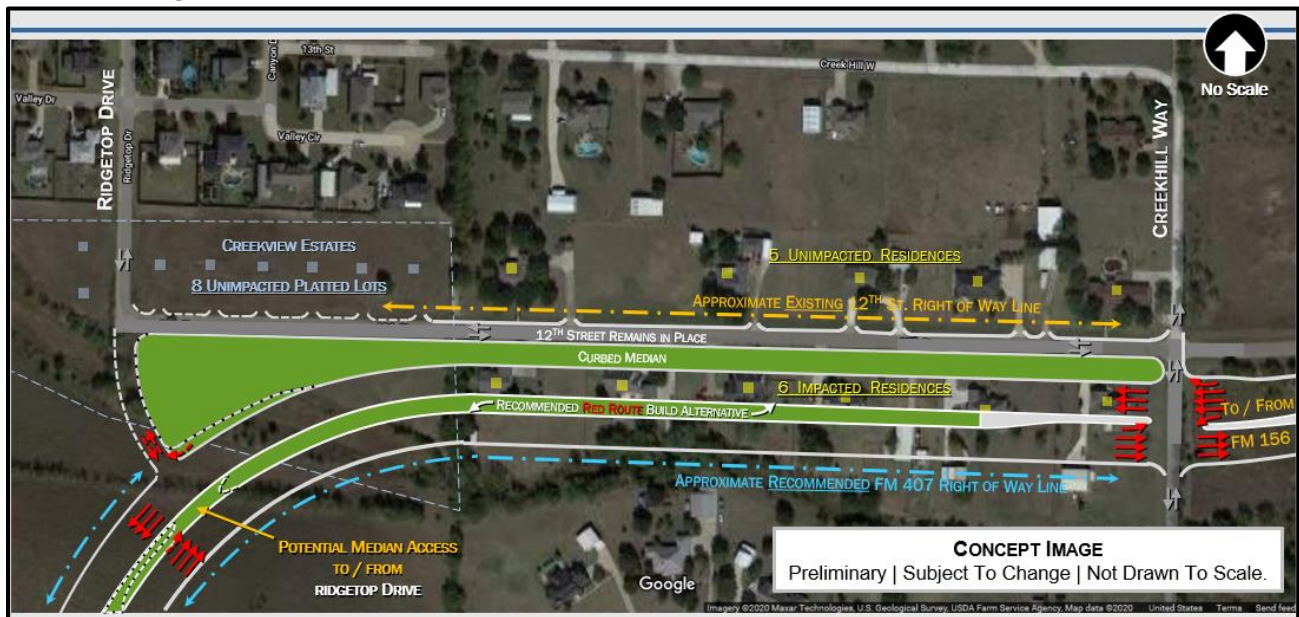 13th St
Canyon D
Creek Hill W
No Scale
Valley Dr
Valley Cir
RIDGETOP DRIVE
Ridgetop Dr
CREEKHILL WAY
CREEKVIEW ESTATES
8 UNIMPACTED PLATTED LOTS
5 UNIMPACTED RESIDENCES
APPROXIMATE EXISTING 12TH ST. RIGHT OF WAY LINE
12TH STREET REMAINS IN PLACE
CURBED MEDIAN
6 IMPACTED RESIDENCES
RECOMMENDED RED ROUTE BUILD ALTERNATIVE
TO / FROM
FM 156
APPROXIMATE RECOMMENDED FM 407 RIGHT OF WAY LINE
POTENTIAL MEDIAN ACCESS
TO / FROM
RIDGETOP DRIVE
CONCEPT IMAGE
Preliminary | Subject To Change | Not Drawn To Scale.
Google
Imagery ©2020 Maxar Technologies, U.S. Geological Survey, USDA Farm Service Agency, Map data ©2020 United States Terms Send feed